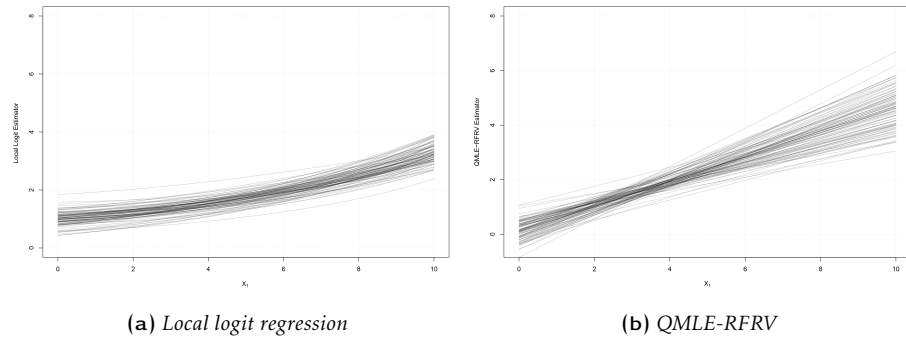 8
6
4
2
0
Local Logit Estimator
0 2 4 6 8 10
X₁
8
6
4
2
0
QMLE−RFRV Estimator
0 2 4 6 8 10
X₁
(a) Local logit regression
(b) QMLE-RFRV